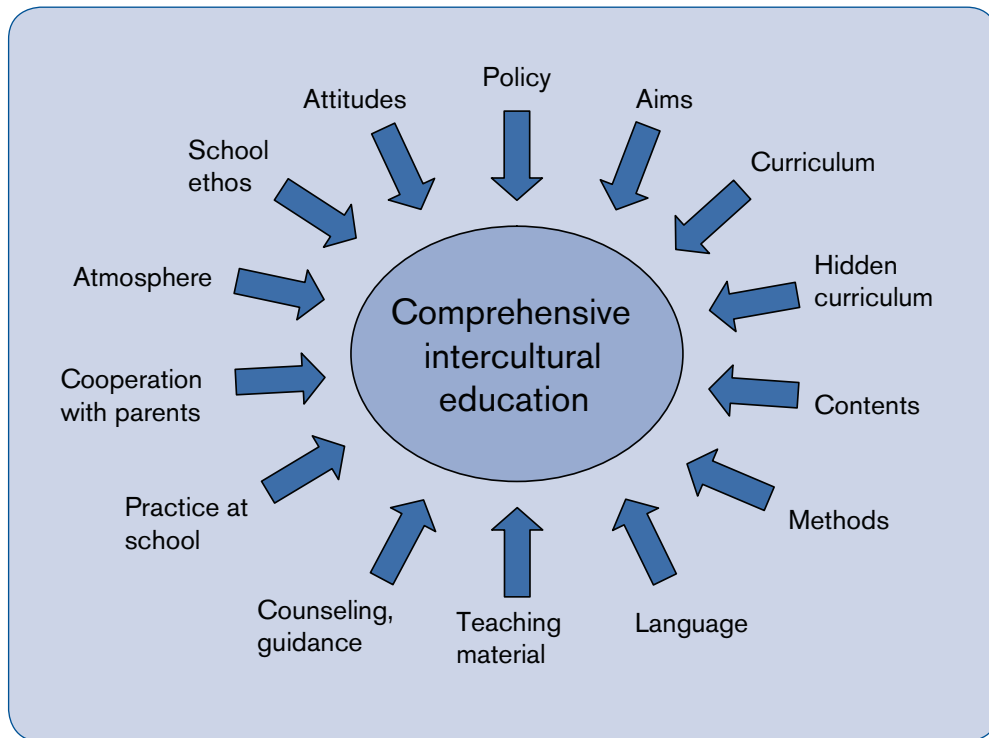 Policy
Attitudes
Aims
School
ethos
Curriculum
Atmosphere
Hidden
curriculum
Comprehensive
intercultural
education
Cooperation
with parents
Contents
Practice at
school
Methods
Counseling,
guidance
Teaching
material
Language